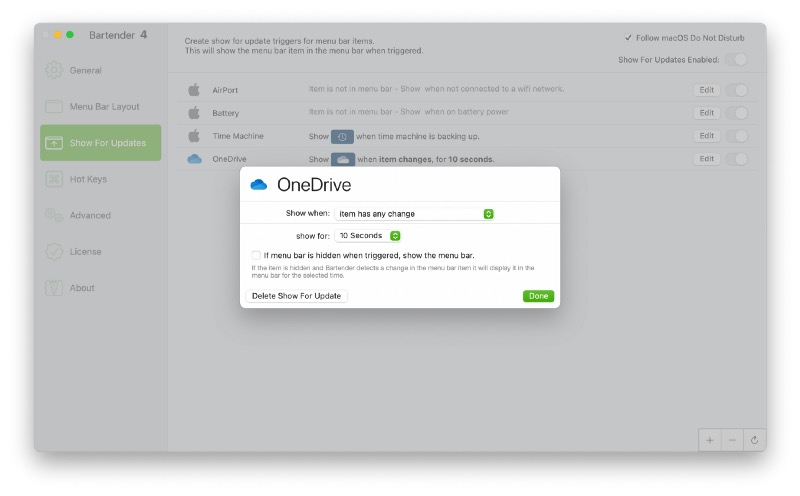 Bartender 4
General
Menu Bar Layout
Show For Updates
Hot Keys
Advanced
License
About
Create show for update triggers for menu bar items.
This will show the menu bar item in the menu bar when triggered.
✓ Follow macOS Do Not Disturb
Show For Updates Enabled:
AirPort Item is not in menu bar - Show when not connected to a wifi network. Edit
Battery Item is not in menu bar - Show when on battery power Edit
Time Machine Show when time machine is backing up. Edit
OneDrive Show when item changes, for 10 seconds. Edit
OneDrive
Show when: item has any change
show for: 10 Seconds
If menu bar is hidden when triggered, show the menu bar.
If the item is hidden and Bartender detects a change in the menu bar item it will display it in the
menu bar for the selected time.
Delete Show For Update Done